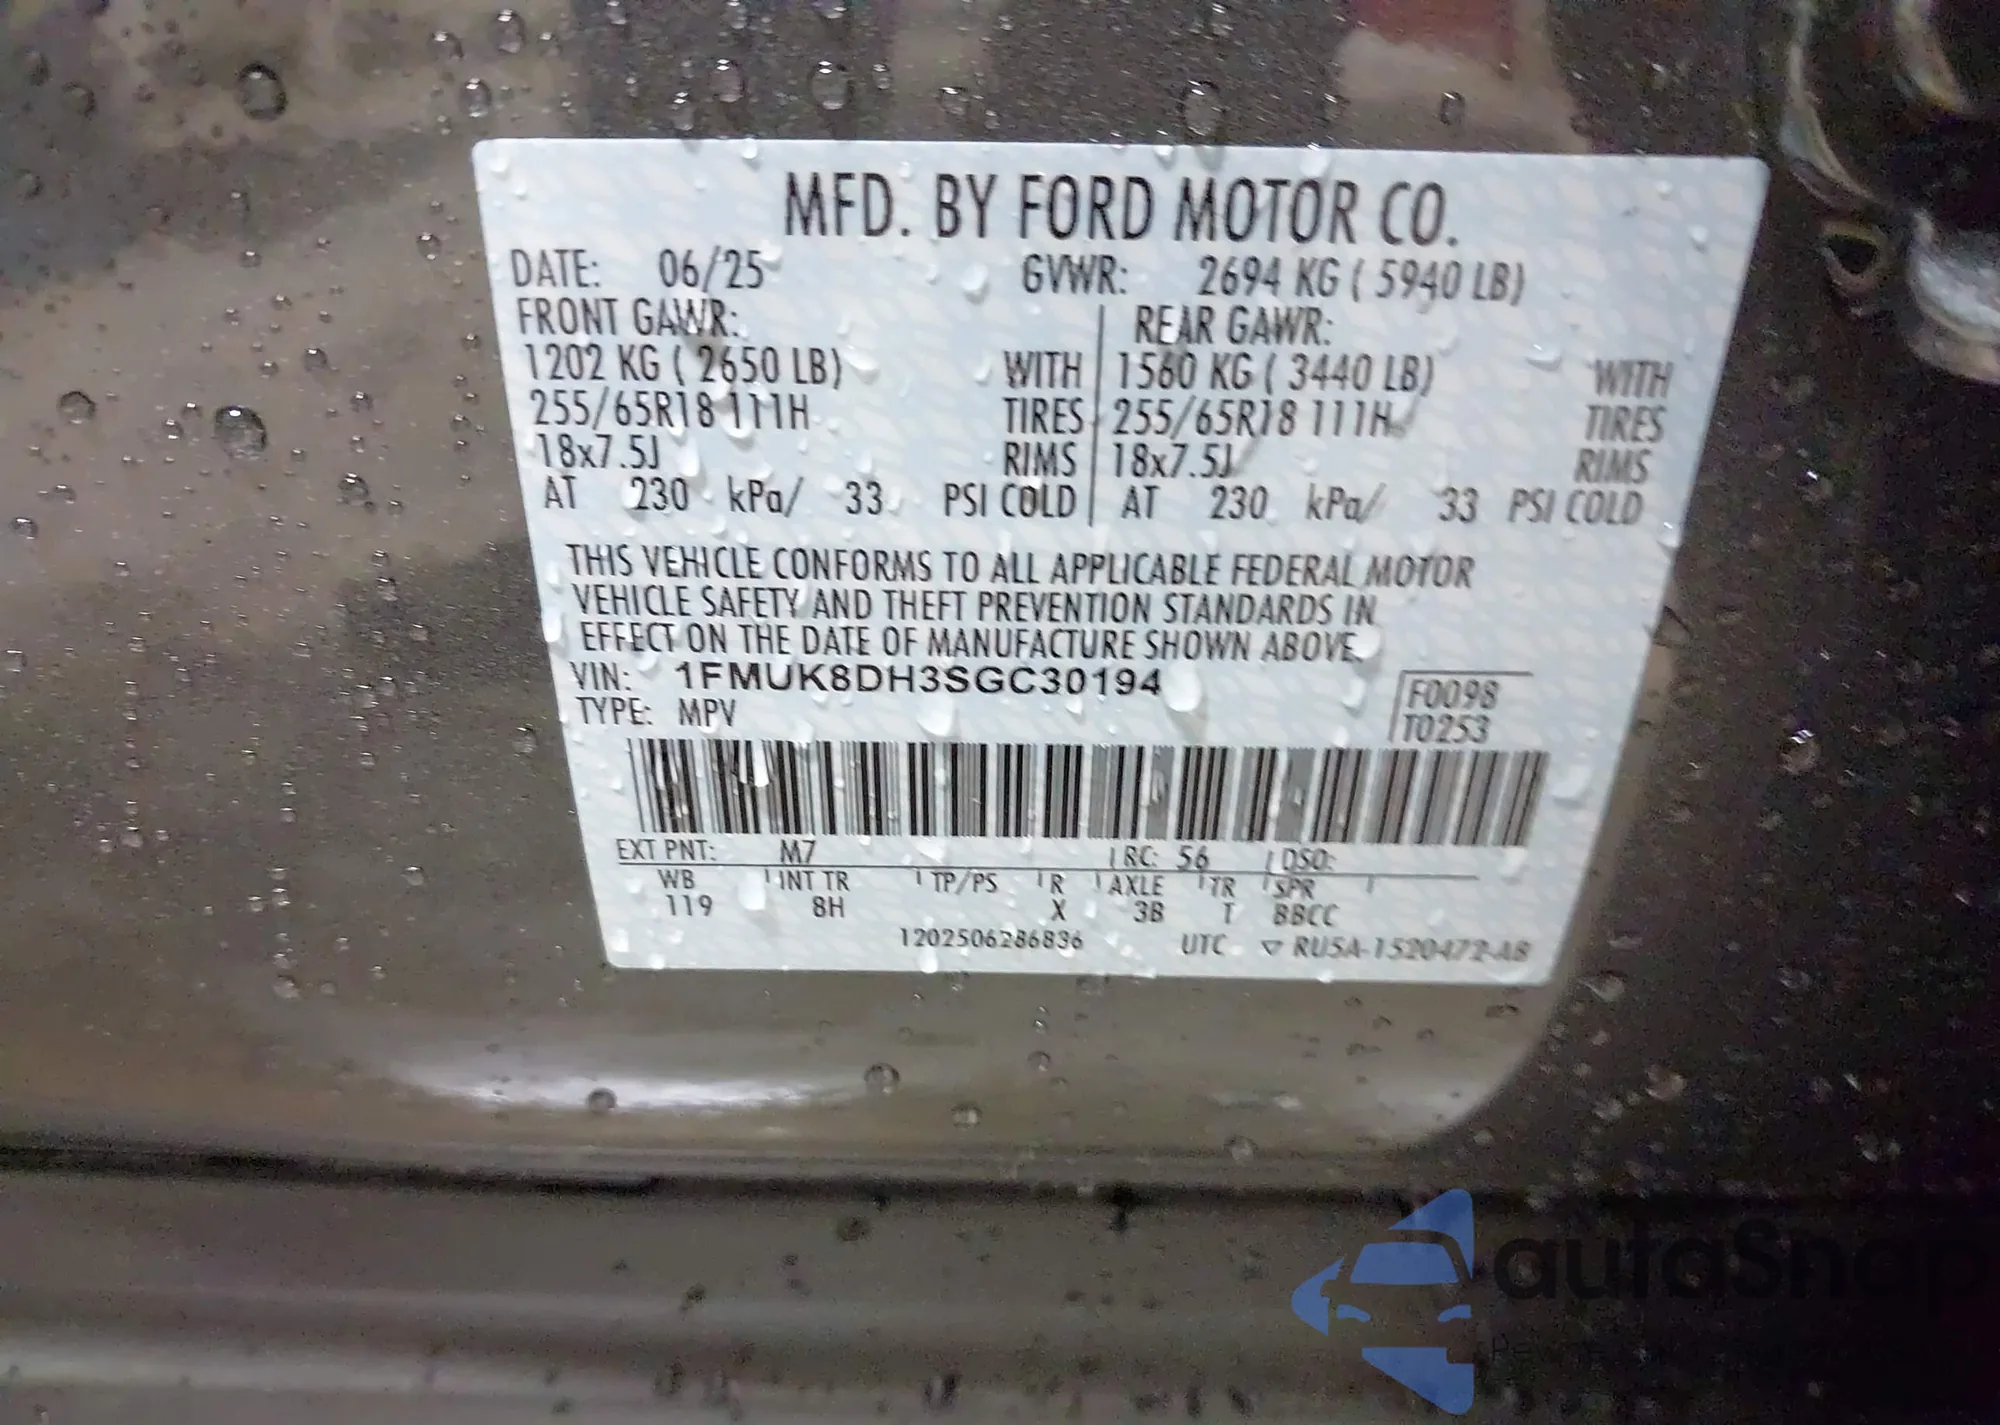 MFD. BY FORD MOTOR CO.
DATE: 06/25 GVWR: 2694 KG ( 5940 LB)
FRONT GAWR: REAR GAWR:
1202 KG ( 2650 LB) WITH 1560 KG ( 3440 LB) WITH
255/65R18 111H TIRES 255/65R18 111H TIRES
18x7.5J RIMS 18x7.5J RIMS
AT 230 kPa/ 33 PSI COLD AT 230 kPa/ 33 PSI COLD
THIS VEHICLE CONFORMS TO ALL APPLICABLE FEDERAL MOTOR
VEHICLE SAFETY AND THEFT PREVENTION STANDARDS IN
EFFECT ON THE DATE OF MANUFACTURE SHOWN ABOVE.
VIN: 1FMUK8DH3SGC30194
TYPE: MPV
F0098
T0253
EXT PNT: M7 RC: 56 DSO:
WB INT TR TP/PS R AXLE TR SPR
119 8H X 3B T BBCC
1202506286836 UTC ▽ RU5A-1520472-AB
autoSnap